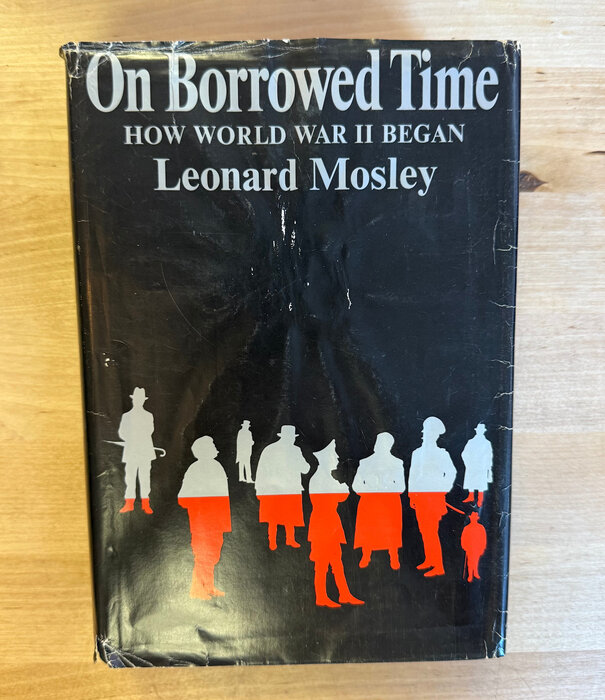 On Borrowed Time
HOW WORLD WAR II BEGAN
Leonard Mosley